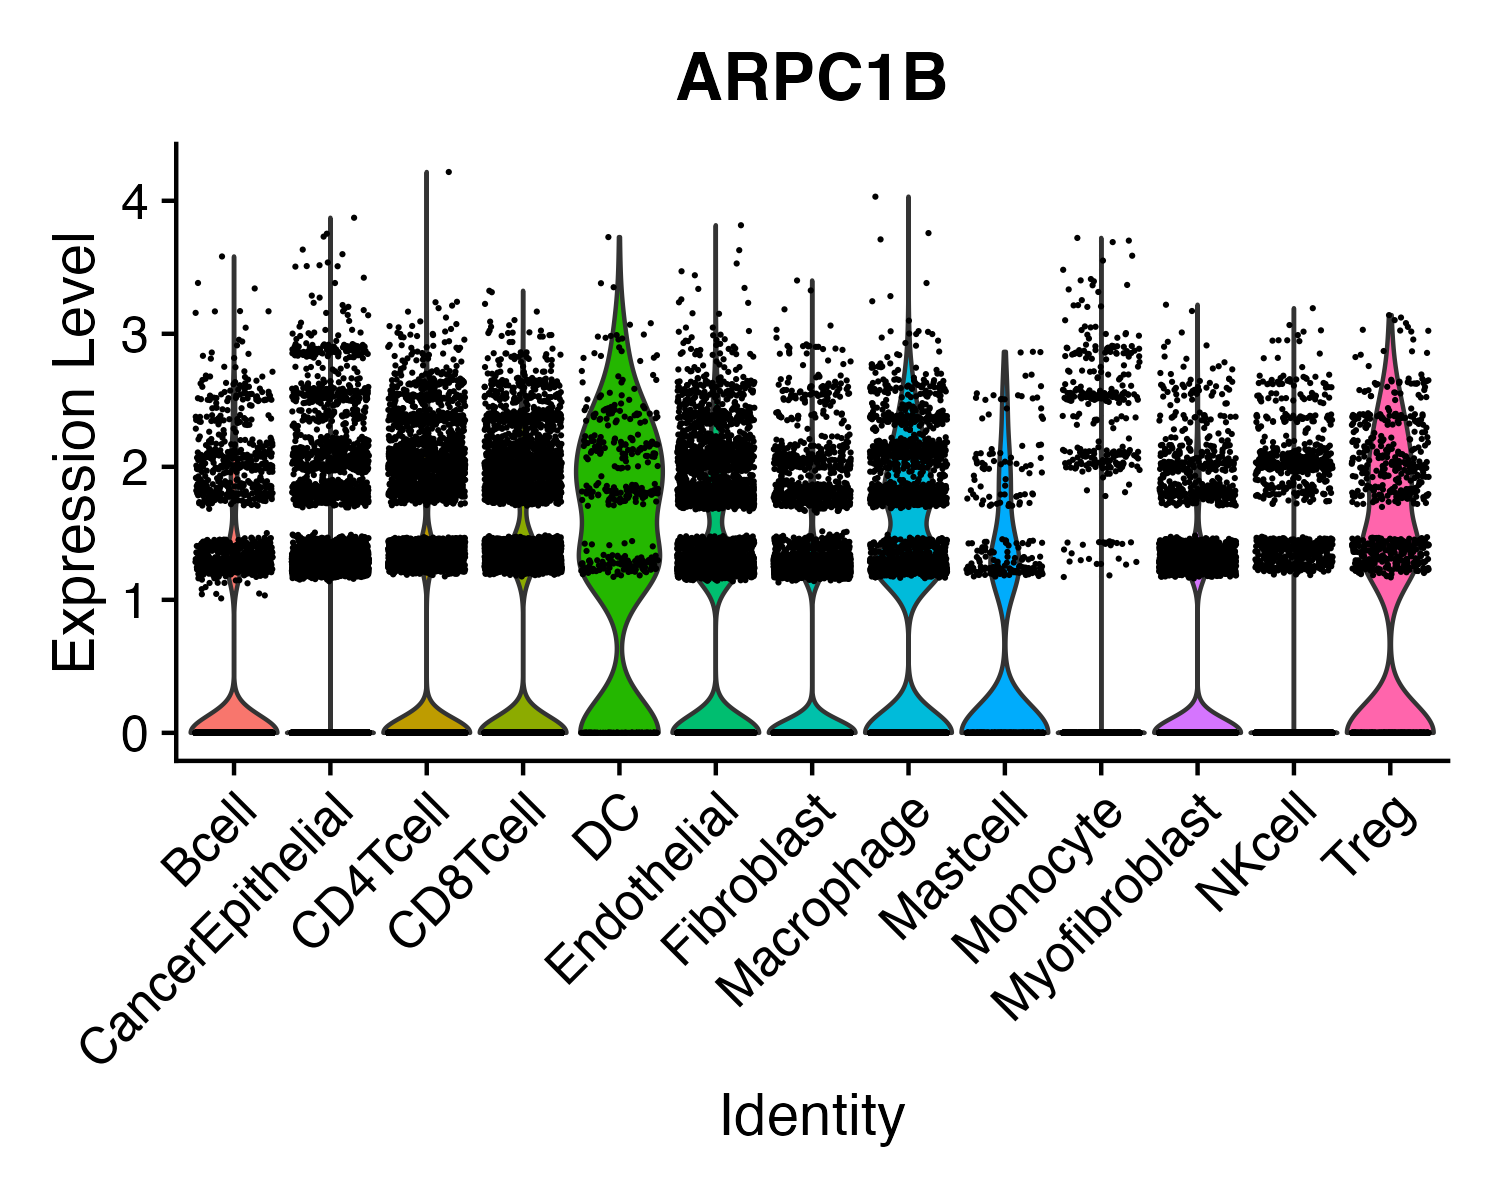 ARPC1B
Expression Level
4
3
2
1
0
Bcell
CancerEpithelial
CD4Tcell
CD8Tcell
DC
Endothelial
Fibroblast
Macrophage
Mastcell
Monocyte
Myofibroblast
NKcell
Treg
Identity